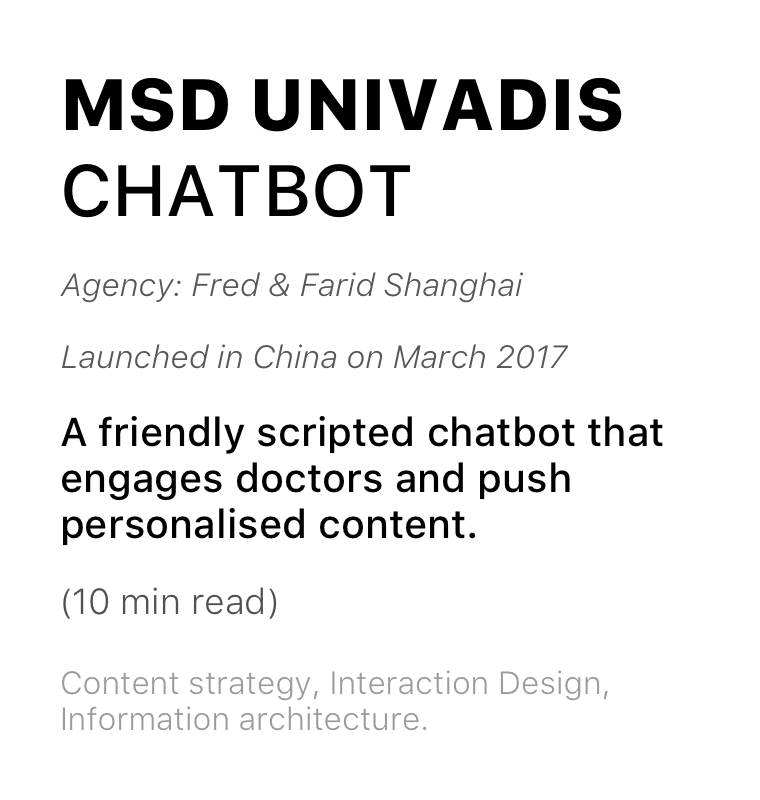 MSD UNIVADIS
CHATBOT
Agency: Fred & Farid Shanghai
Launched in China on March 2017
A friendly scripted chatbot that
engages doctors and push
personalised content.
(10 min read)
Content strategy, Interaction Design,
Information architecture.